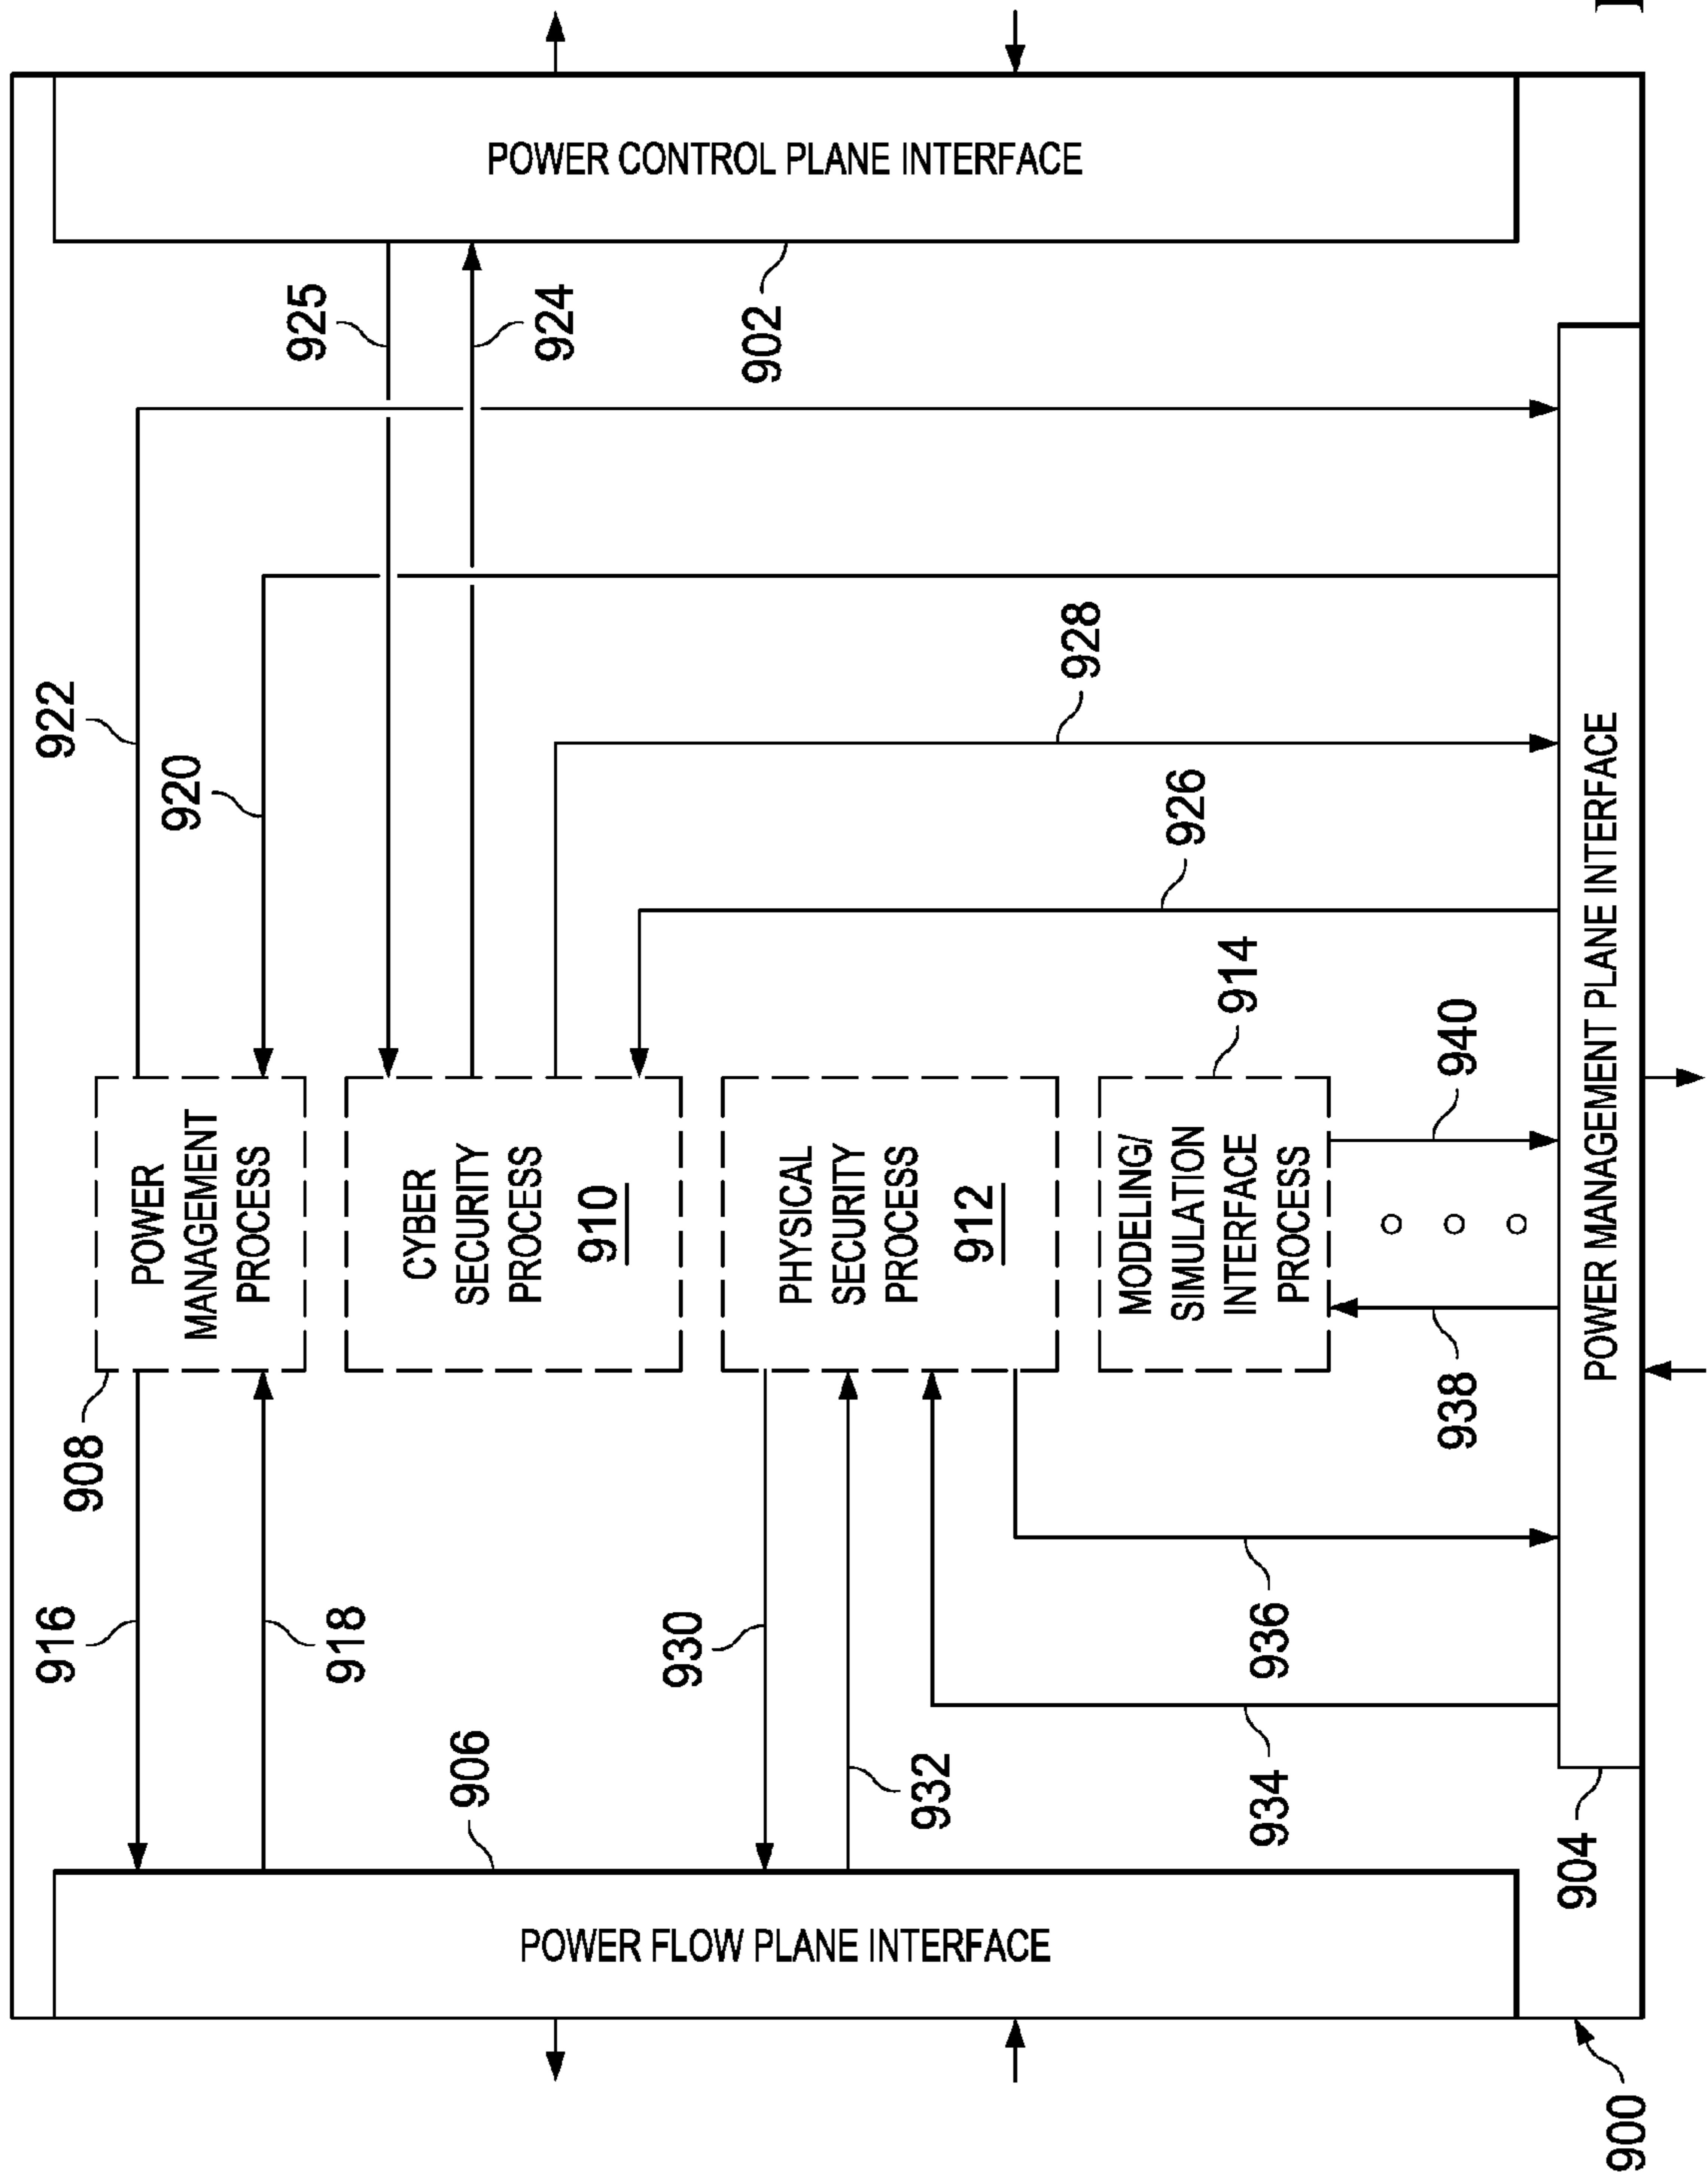 900
POWER FLOW PLANE INTERFACE
906
916
918
930
932
934
936
904
908
POWER
MANAGEMENT
PROCESS
CYBER
SECURITY
PROCESS
910
PHYSICAL
SECURITY
PROCESS
912
MODELING/
SIMULATION
INTERFACE
PROCESS
914
938
940
POWER MANAGEMENT PLANE INTERFACE
922
920
928
926
925
924
902
POWER CONTROL PLANE INTERFACE